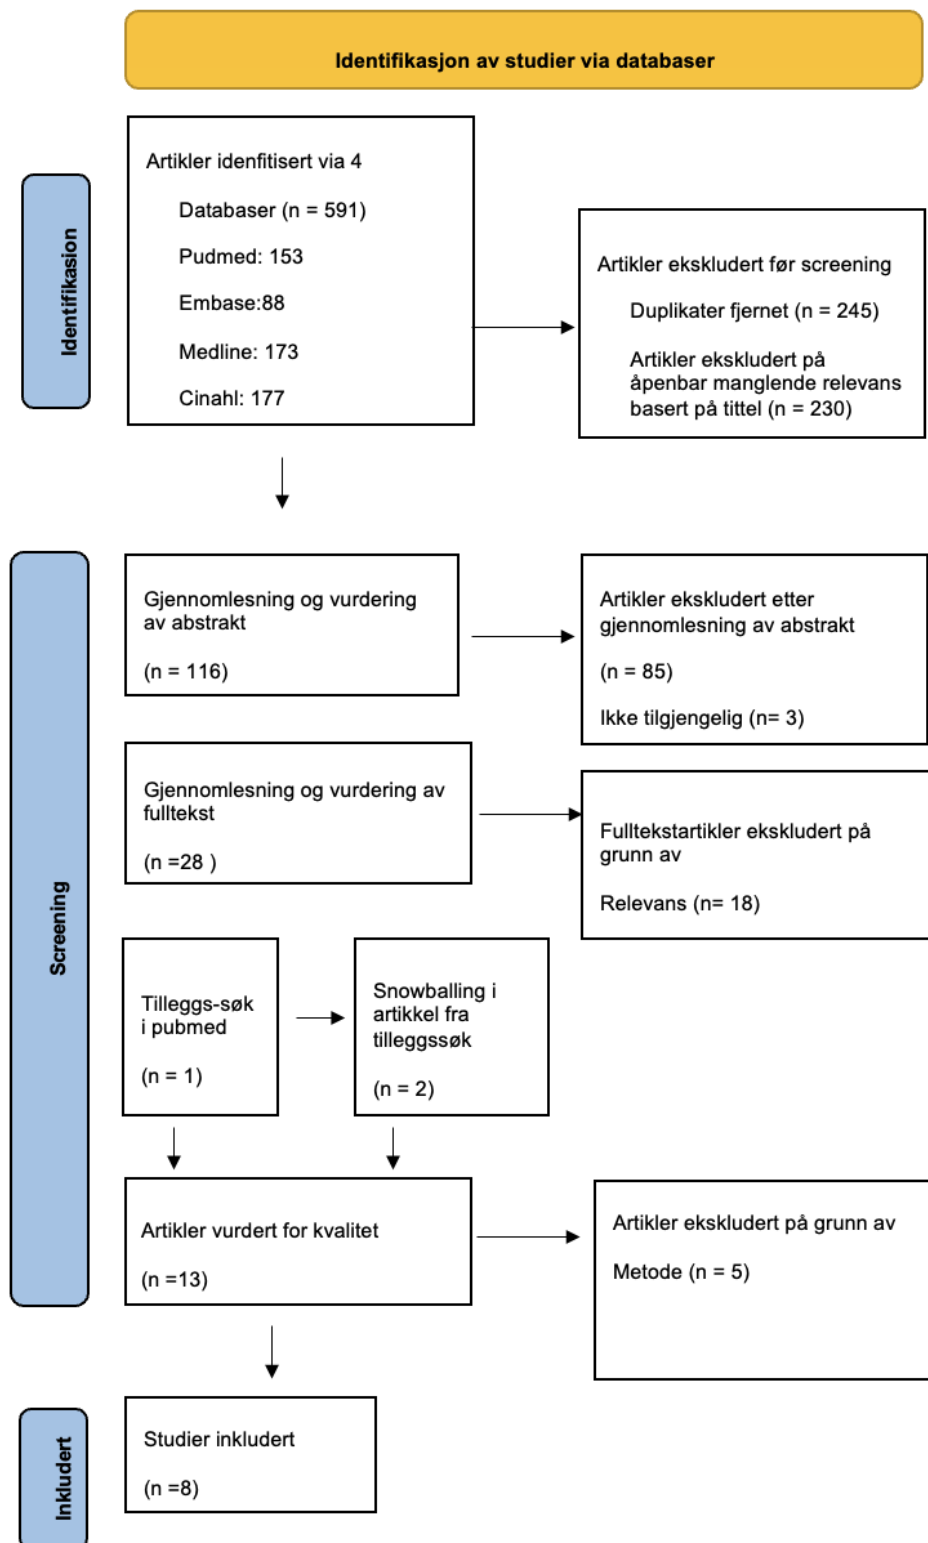 Identifikasjon av studier via databaser
Identifikasjon
Artikler idenfitisert via 4
Databaser (n = 591)
Pudmed: 153
Embase:88
Medline: 173
Cinahl: 177
Artikler ekskludert før screening
Duplikater fjernet (n = 245)
Artikler ekskludert på
åpenbar manglende relevans
basert på tittel (n = 230)
Screening
Gjennomlesning og vurdering
av abstrakt
(n = 116)
Artikler ekskludert etter
gjennomlesning av abstrakt
(n = 85)
Ikke tilgjengelig (n= 3)
Gjennomlesning og vurdering av
fulltekst
(n =28 )
Fulltekstartikler ekskludert på
grunn av
Relevans (n= 18)
Tilleggs-søk
i pubmed
(n = 1)
Snowballing i
artikkel fra
tilleggssøk
(n = 2)
Artikler vurdert for kvalitet
(n =13)
Artikler ekskludert på grunn av
Metode (n = 5)
Inkludert
Studier inkludert
(n =8)